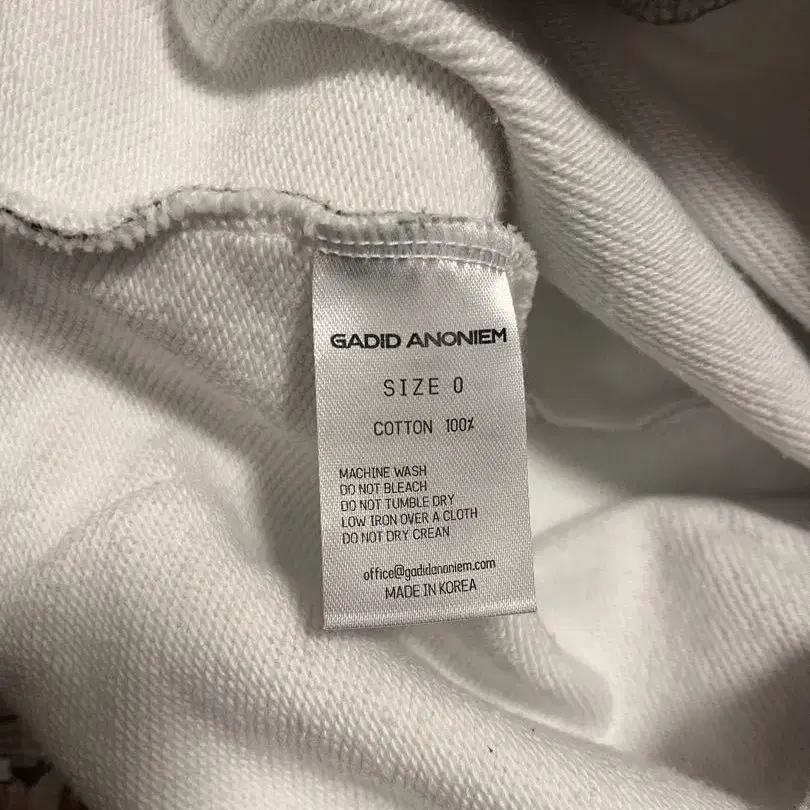 GADID ANONIEM
SIZE 0
COTTON 100%
MACHINE WASH
DO NOT BLEACH
DO NOT TUMBLE DRY
LOW IRON OVER A CLOTH
DO NOT DRY CREAN
office@gadidanoniem.com
MADE IN KOREA